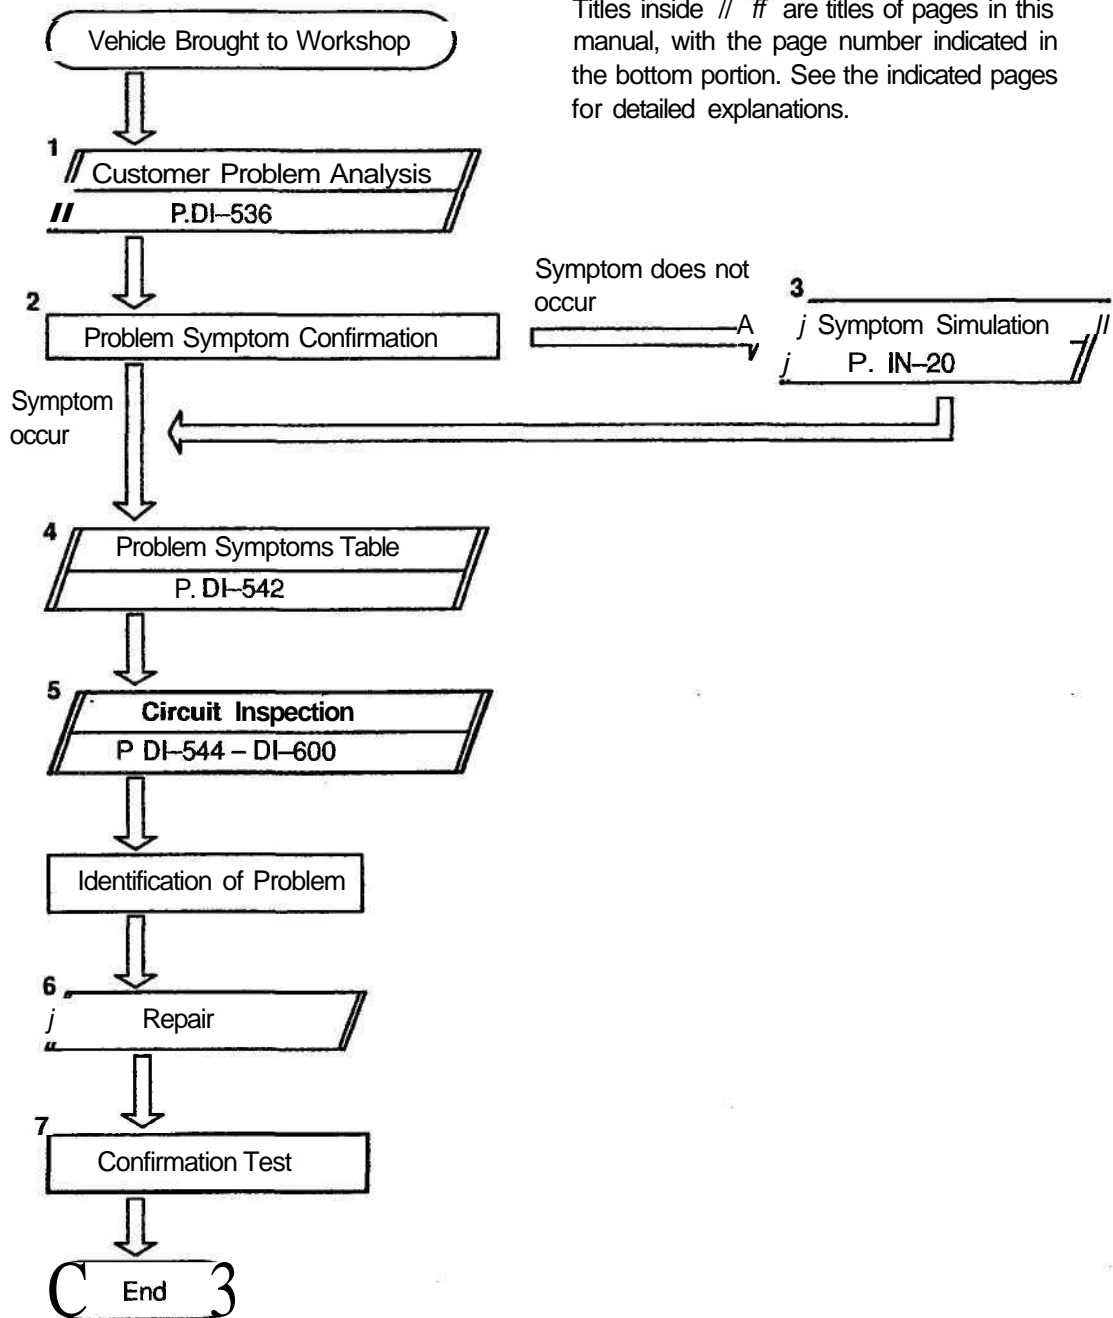 Titles inside // ff are titles of pages in this
manual, with the page number indicated in
the bottom portion. See the indicated pages
for detailed explanations.
Vehicle Brought to Workshop
1
Customer Problem Analysis
P.DI–536
2
Problem Symptom Confirmation
Symptom does not
occur
A
3
j Symptom Simulation //
j P. IN–20
Symptom
occur
4
Problem Symptoms Table
P. DI–542
5
Circuit Inspection
P DI–544 – DI–600
Identification of Problem
6
j Repair
7
Confirmation Test
C End 3